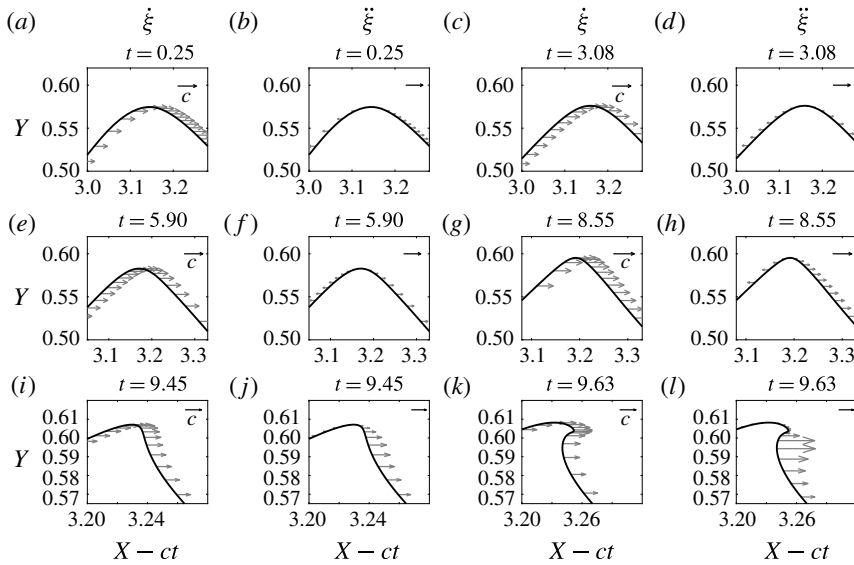 (a) ξ̇ (b) ξ̈ (c) ξ̇ (d) ξ̈
t = 0.25 t = 0.25 t = 3.08 t = 3.08
0.60 c 0.60 0.60 c 0.60
Y 0.55 0.55 0.55 0.55
0.50 0.50 0.50 0.50
3.0 3.1 3.2 3.0 3.1 3.2 3.0 3.1 3.2 3.0 3.1 3.2
(e) t = 5.90 (f) t = 5.90 (g) t = 8.55 (h) t = 8.55
0.60 c 0.60 0.60 c 0.60
Y 0.55 0.55 0.55 0.55
0.50 0.50 0.50 0.50
3.1 3.2 3.3 3.1 3.2 3.3 3.1 3.2 3.3 3.1 3.2 3.3
(i) t = 9.45 (j) t = 9.45 (k) t = 9.63 (l) t = 9.63
0.61 c 0.61 0.61 c 0.61
0.60 0.60 0.60 0.60
Y 0.59 0.59 0.59 0.59
0.58 0.58 0.58 0.58
0.57 0.57 0.57 0.57
3.20 3.24 3.20 3.24 3.20 3.26 3.20 3.26
X − ct X − ct X − ct X − ct